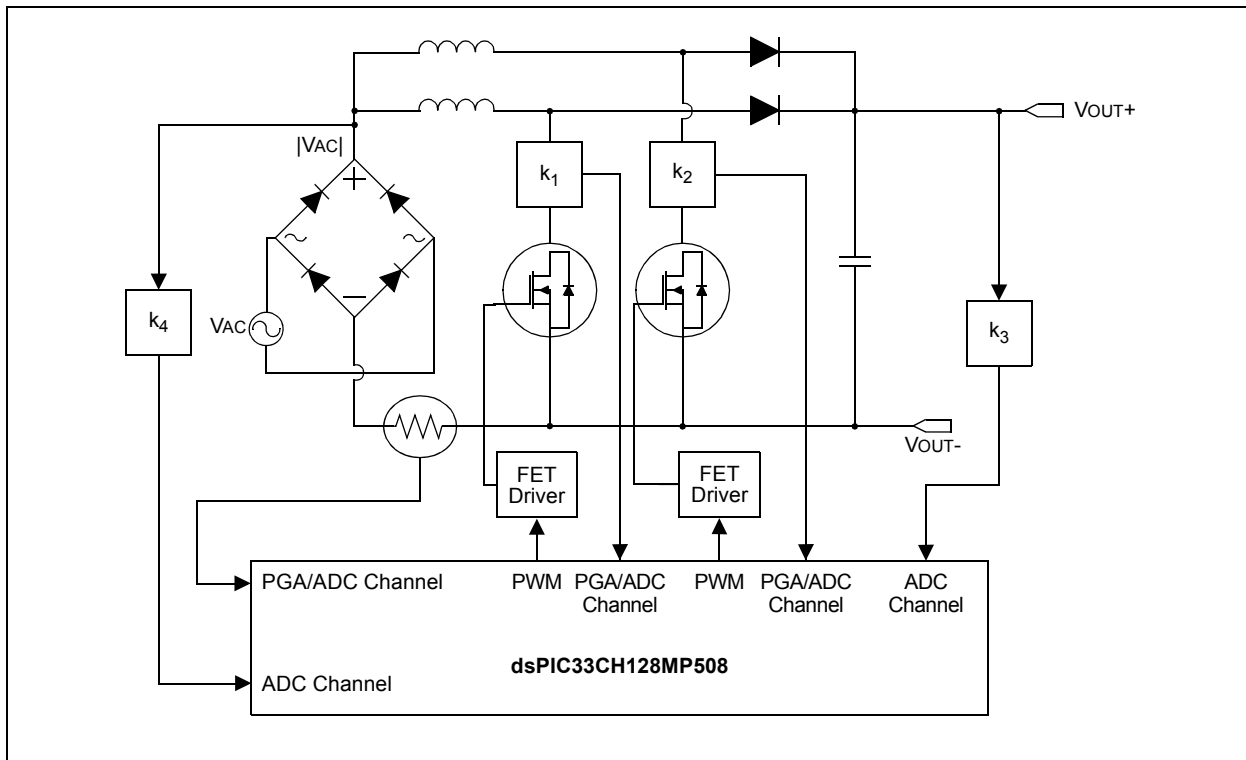 VOUT+
|VAC|
k1
k2
k4
VAC
k3
VOUT-
FET
Driver
FET
Driver
PGA/ADC Channel
PWM
PGA/ADC
Channel
PWM
PGA/ADC
Channel
ADC
Channel
dsPIC33CH128MP508
ADC Channel